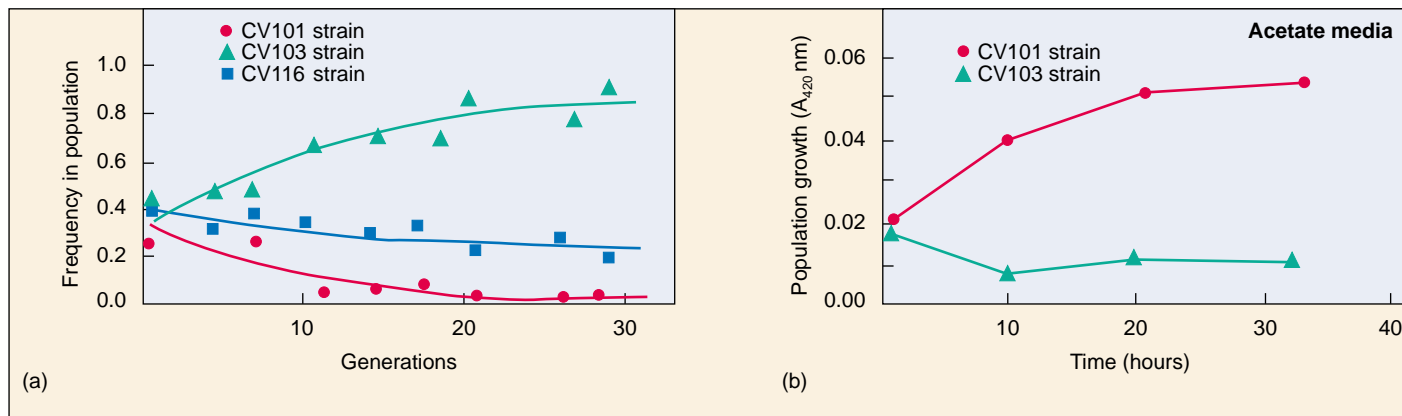 CV101 strain
CV103 strain
CV116 strain
Frequency in population
1.0
0.8
0.6
0.4
0.2
0.0
10
20
30
Generations
(a)
Acetate media
CV101 strain
CV103 strain
Population growth (A420 nm)
0.06
0.04
0.02
0.00
10
20
30
40
Time (hours)
(b)